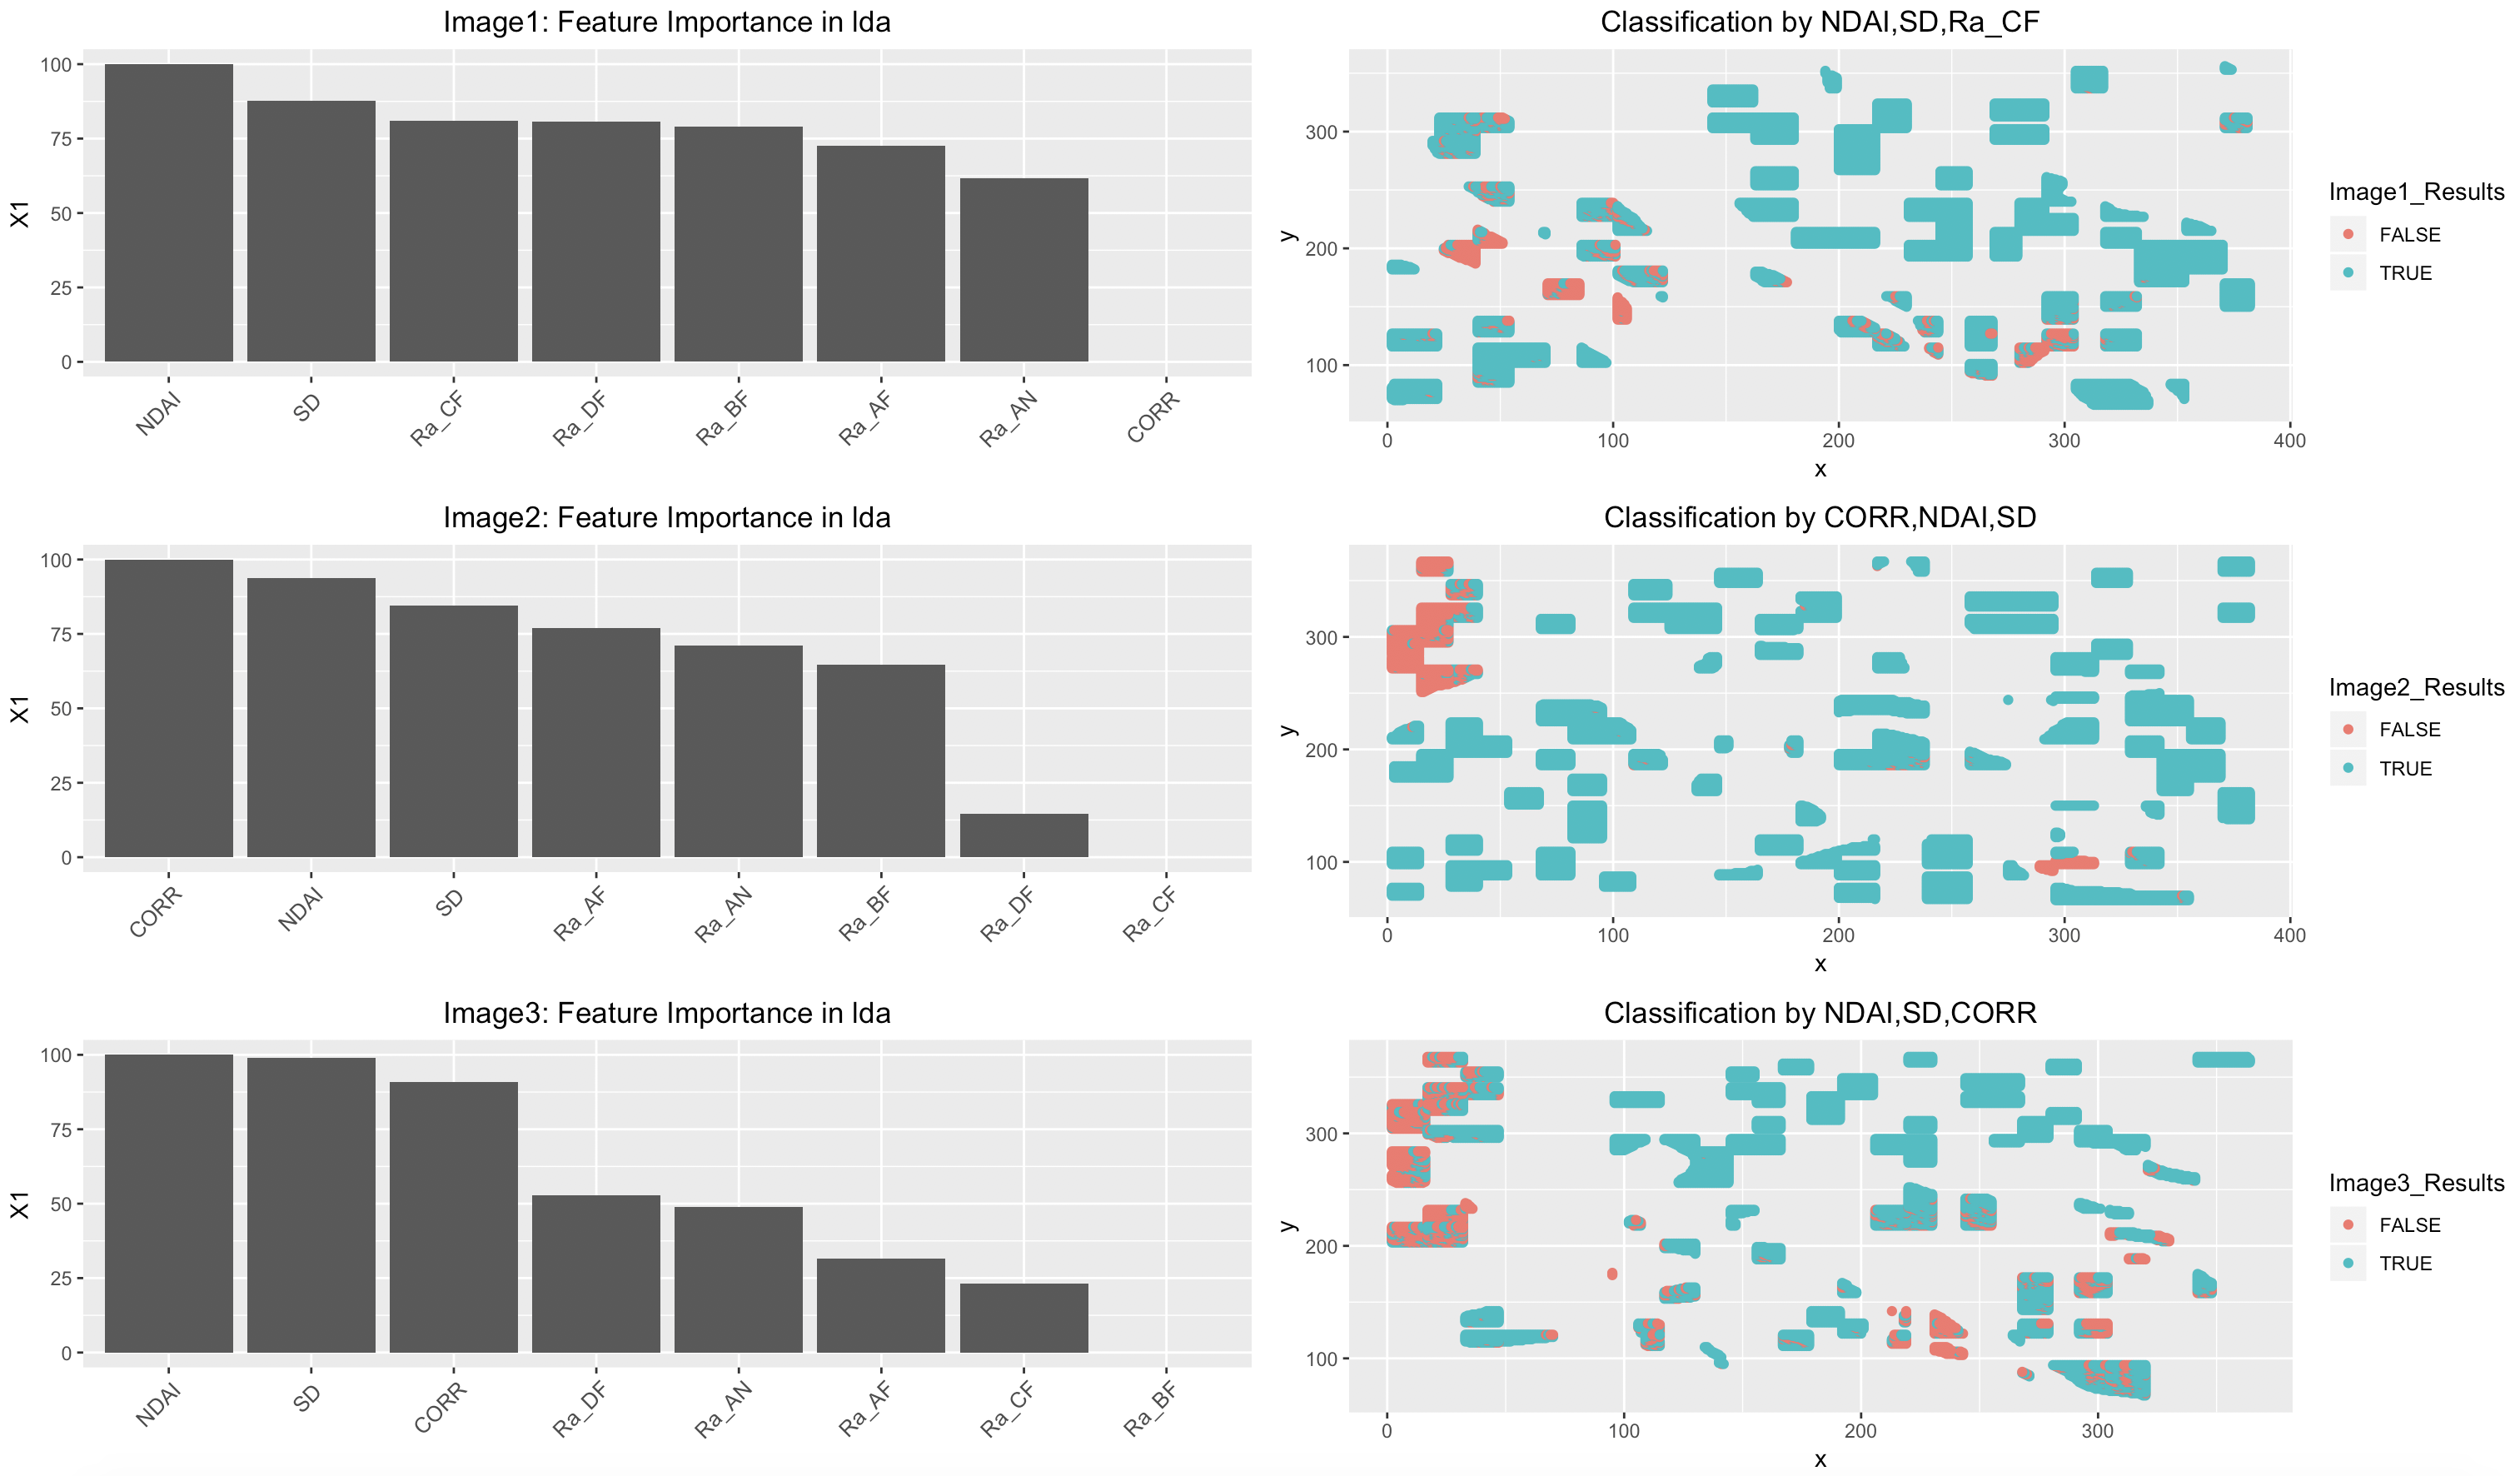 Image1: Feature Importance in lda
X1
100
75
50
25
0
NDAI
SD
Ra_CF
Ra_DF
Ra_BF
Ra_AF
Ra_AN
CORR
Classification by NDAI,SD,Ra_CF
y
300
200
100
0
100
200
300
400
x
Image1_Results
FALSE
TRUE
Image2: Feature Importance in lda
X1
100
75
50
25
0
CORR
NDAI
SD
Ra_AF
Ra_AN
Ra_BF
Ra_DF
Ra_CF
Classification by CORR,NDAI,SD
y
300
200
100
0
100
200
300
400
x
Image2_Results
FALSE
TRUE
Image3: Feature Importance in lda
X1
100
75
50
25
0
NDAI
SD
CORR
Ra_DF
Ra_AN
Ra_AF
Ra_CF
Ra_BF
Classification by NDAI,SD,CORR
y
300
200
100
0
100
200
300
x
Image3_Results
FALSE
TRUE